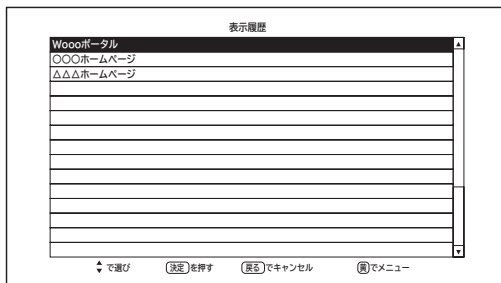 表示履歴
Woooポータル
○○○ホームページ
△△△ホームページ
で選び 決定を押す 戻るでキャンセル 黄でメニュー